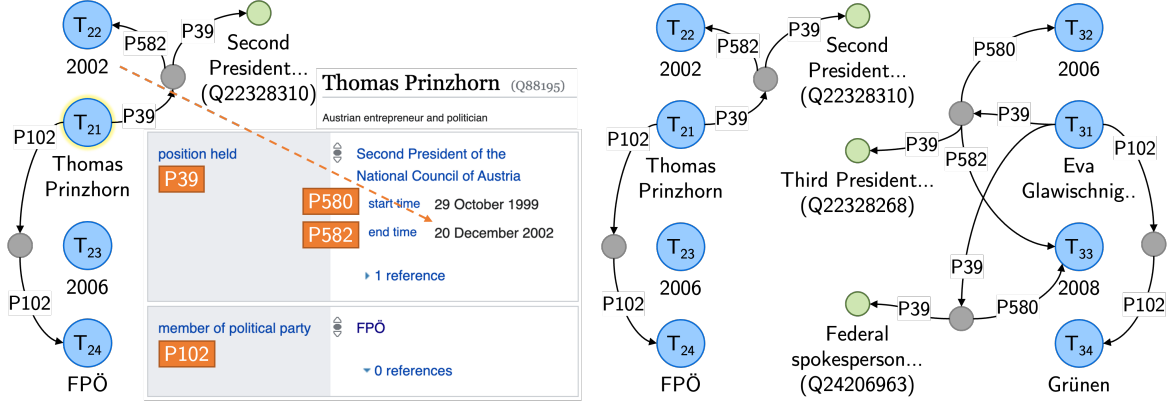 T22
2002
P582
P39
Second
President...
(Q22328310)
T21
P39
P102
Thomas
Prinzhorn
T23
2006
P102
T24
FPÖ
Thomas Prinzhorn (Q88195)
Austrian entrepreneur and politician
position held
P39
Second President of the
National Council of Austria
P580 start time 29 October 1999
P582 end time 20 December 2002
1 reference
member of political party
P102
FPÖ
0 references
T22
2002
P582
P39
Second
President...
(Q22328310)
T21
P39
P102
Thomas
Prinzhorn
T23
2006
P102
T24
FPÖ
T32
2006
P580
P39
P39
P582
Third President...
(Q22328268)
T31
Eva
Glawischnig..
P102
P39
T33
2008
P39
P580
Federal
spokesperson...
(Q24206963)
P102
T34
Grünen